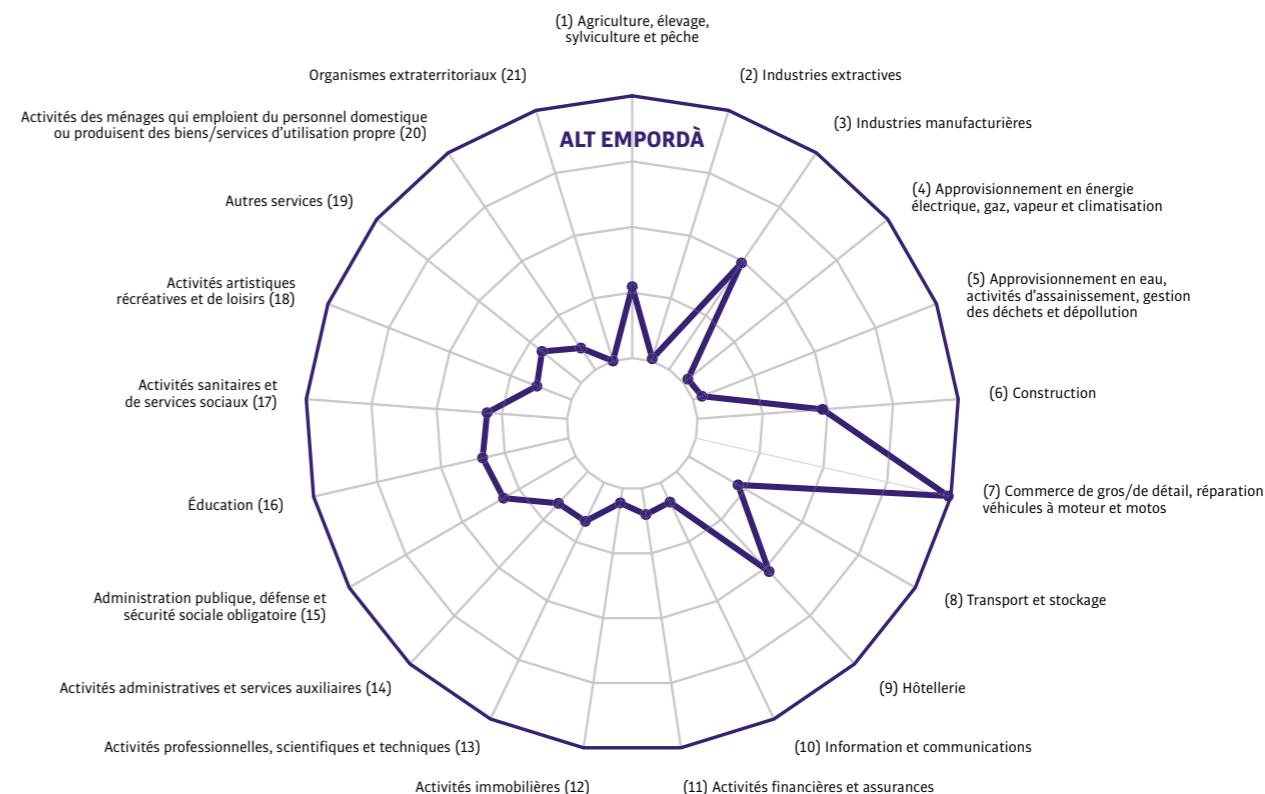 (1) Agriculture, élevage,
sylviculture et pêche
(2) Industries extractives
(3) Industries manufacturières
(4) Approvisionnement en énergie
électrique, gaz, vapeur et climatisation
(5) Approvisionnement en eau,
activités d’assainissement, gestion
des déchets et dépollution
(6) Construction
(7) Commerce de gros/de détail, réparation
véhicules à moteur et motos
(8) Transport et stockage
(9) Hôtellerie
(10) Information et communications
(11) Activités financières et assurances
Activités immobilières (12)
Activités professionnelles, scientifiques et techniques (13)
Activités administratives et services auxiliaires (14)
Administration publique, défense et
sécurité sociale obligatoire (15)
Éducation (16)
Activités sanitaires et
de services sociaux (17)
Activités artistiques
récréatives et de loisirs (18)
Autres services (19)
Activités des ménages qui emploient du personnel domestique
ou produisent des biens/services d’utilisation propre (20)
Organismes extraterritoriaux (21)
ALT EMPORDÀ